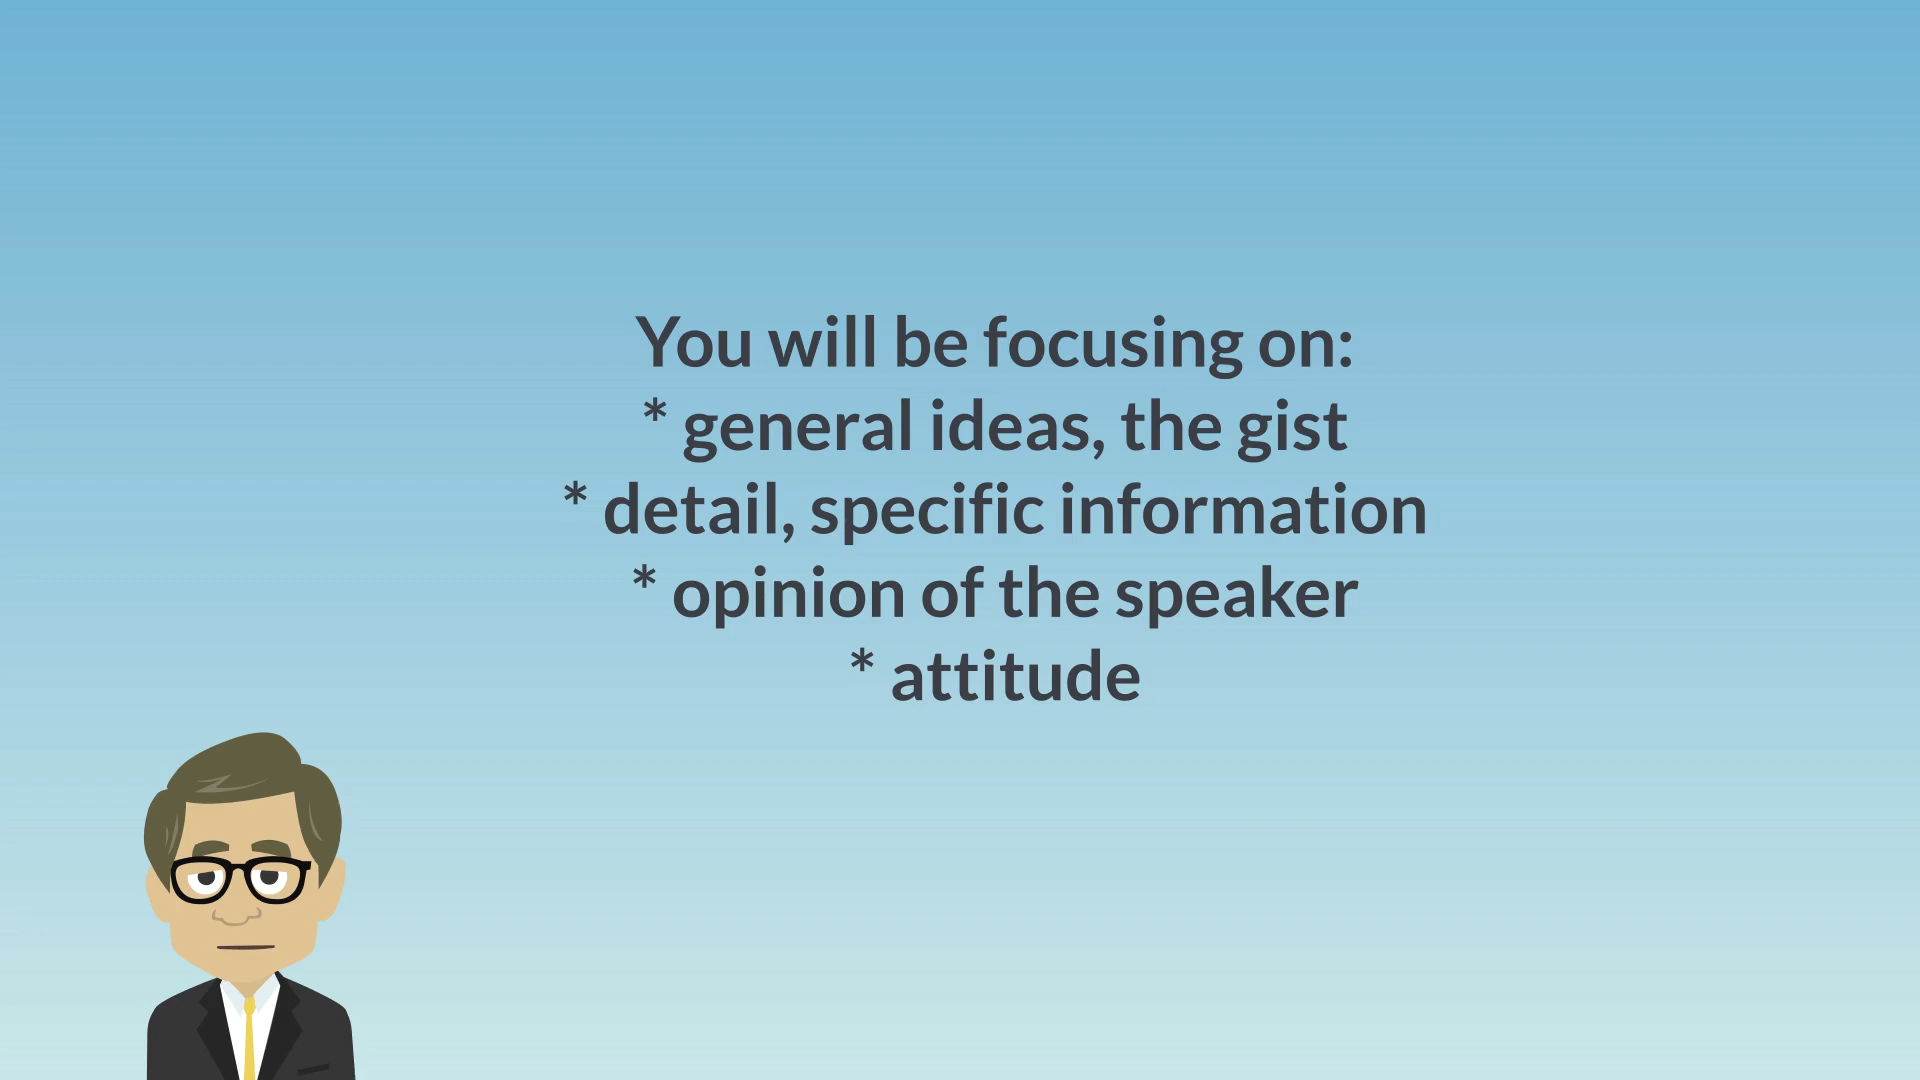 You will be focusing on:
* general ideas, the gist
* detail, specific information
* opinion of the speaker
* attitude